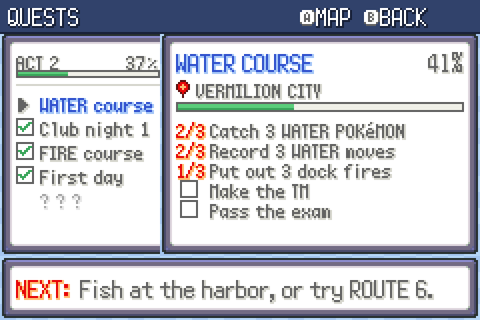 QUESTS
Ⓐ MAP Ⓑ BACK
ACT 2 37%
WATER course
Club night 1
FIRE course
First day
? ? ?
WATER COURSE 41%
VERMILION CITY
2/3 Catch 3 WATER POKéMON
2/3 Record 3 WATER moves
1/3 Put out 3 dock fires
Make the TM
Pass the exam
NEXT: Fish at the harbor, or try ROUTE 6.